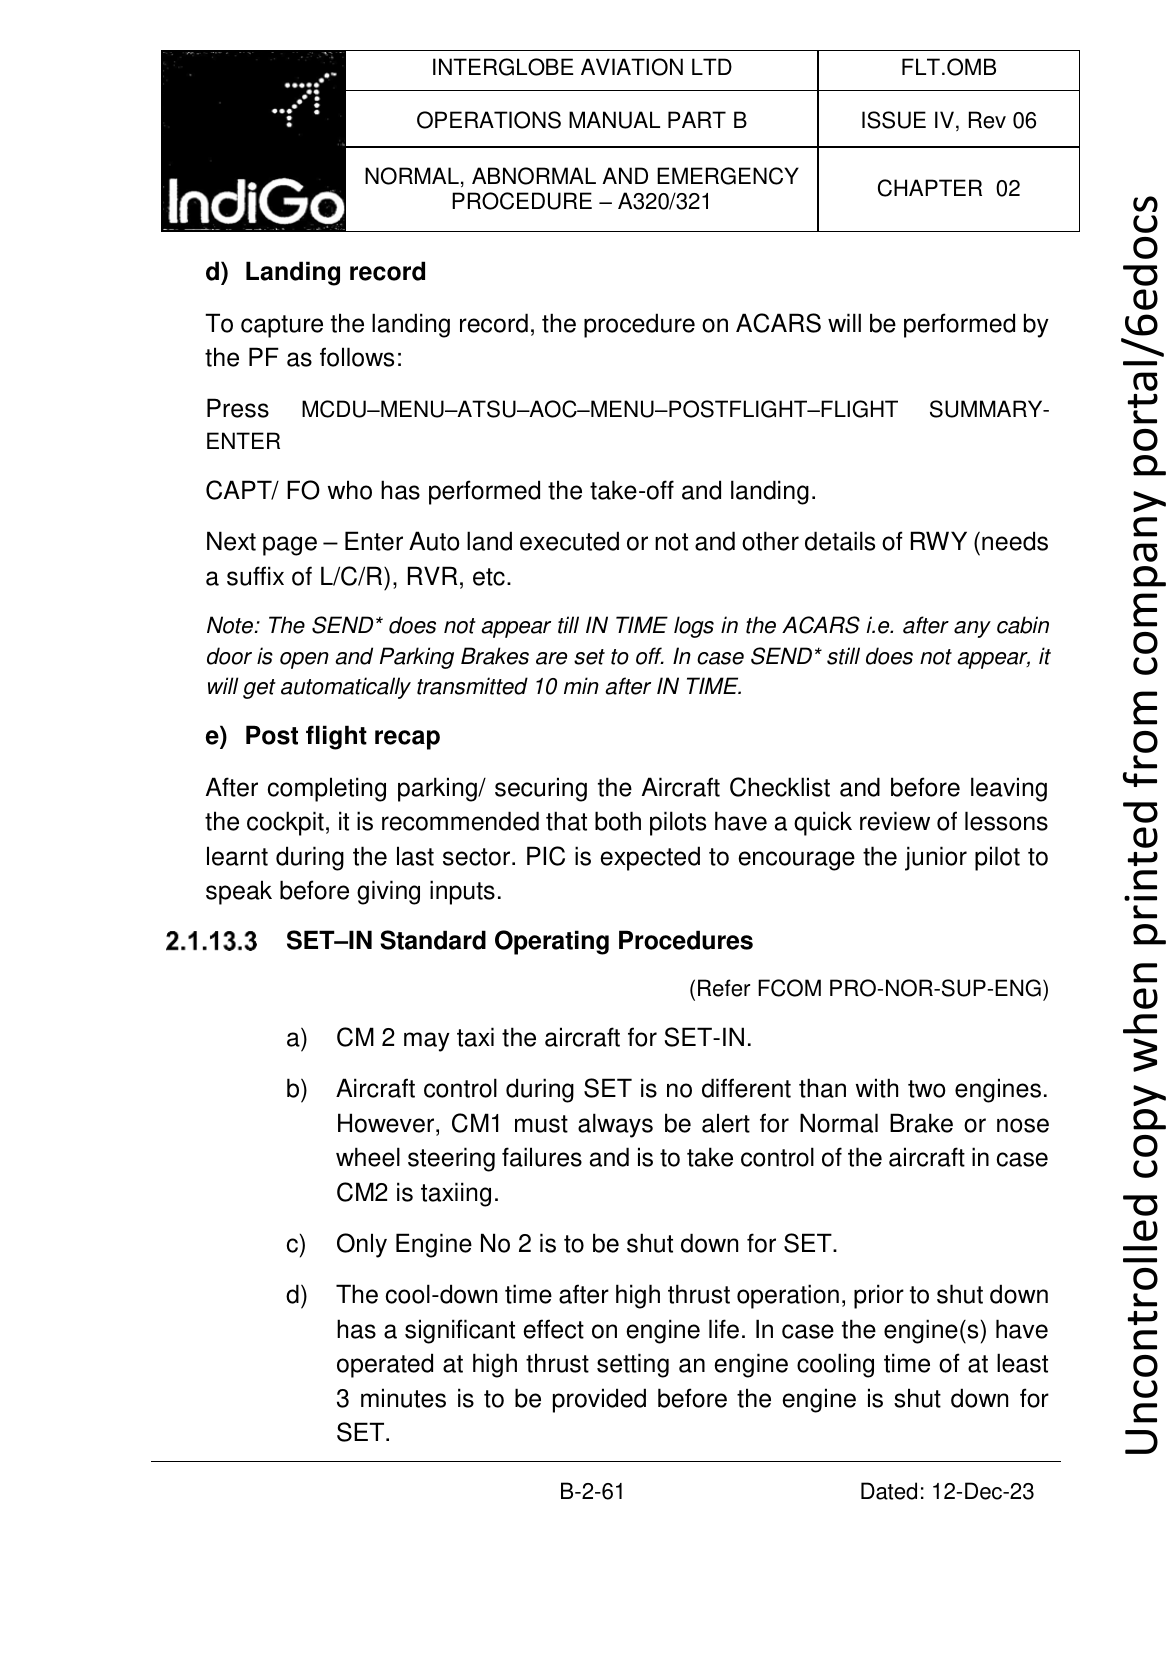 INTERGLOBE AVIATION LTD
FLT.OMB
OPERATIONS MANUAL PART B
ISSUE IV, Rev 06
IndiGo
NORMAL, ABNORMAL AND EMERGENCY
PROCEDURE – A320/321
CHAPTER 02
d) Landing record
To capture the landing record, the procedure on ACARS will be performed by
the PF as follows:
Press MCDU–MENU–ATSU–AOC–MENU–POSTFLIGHT–FLIGHT SUMMARY-
ENTER
CAPT/ FO who has performed the take-off and landing.
Next page – Enter Auto land executed or not and other details of RWY (needs
a suffix of L/C/R), RVR, etc.
Note: The SEND* does not appear till IN TIME logs in the ACARS i.e. after any cabin
door is open and Parking Brakes are set to off. In case SEND* still does not appear, it
will get automatically transmitted 10 min after IN TIME.
e) Post flight recap
After completing parking/ securing the Aircraft Checklist and before leaving
the cockpit, it is recommended that both pilots have a quick review of lessons
learnt during the last sector. PIC is expected to encourage the junior pilot to
speak before giving inputs.
2.1.13.3 SET–IN Standard Operating Procedures
(Refer FCOM PRO-NOR-SUP-ENG)
a) CM 2 may taxi the aircraft for SET-IN.
b) Aircraft control during SET is no different than with two engines.
However, CM1 must always be alert for Normal Brake or nose
wheel steering failures and is to take control of the aircraft in case
CM2 is taxiing.
c) Only Engine No 2 is to be shut down for SET.
d) The cool-down time after high thrust operation, prior to shut down
has a significant effect on engine life. In case the engine(s) have
operated at high thrust setting an engine cooling time of at least
3 minutes is to be provided before the engine is shut down for
SET.
B-2-61
Dated: 12-Dec-23
Uncontrolled copy when printed from company portal/6edocs